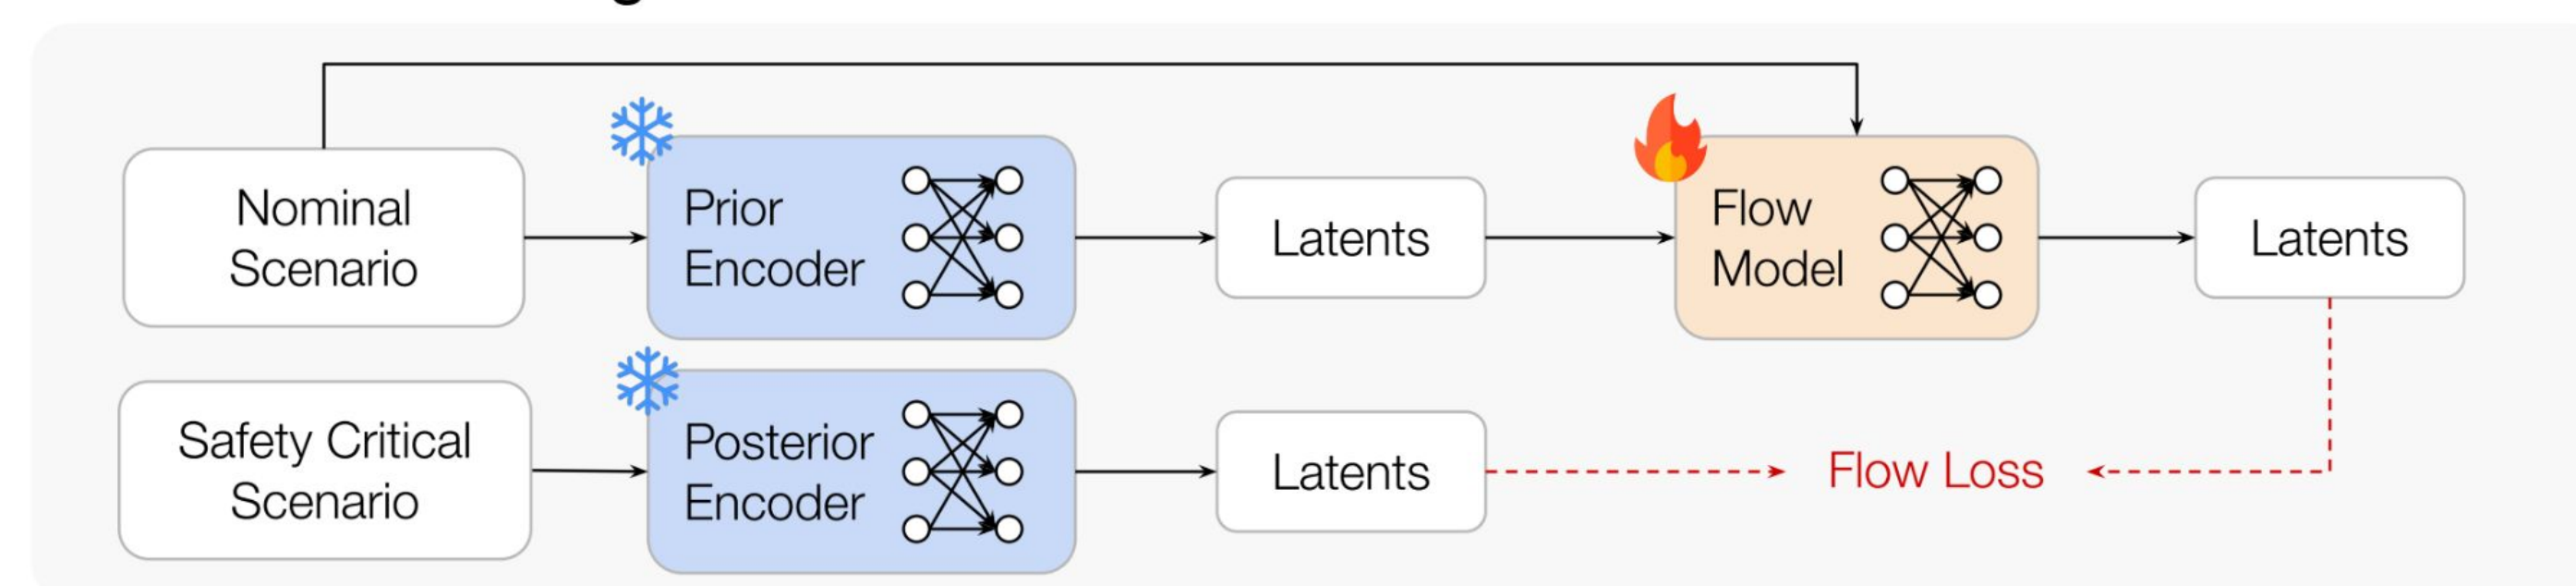 Nominal
Scenario
Prior
Encoder
Latents
Flow
Model
Latents
Safety Critical
Scenario
Posterior
Encoder
Latents
Flow Loss